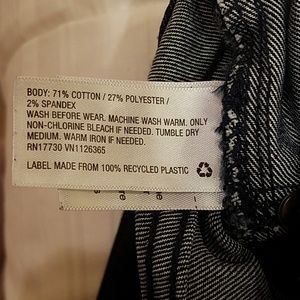 BODY: 71% COTTON / 27% POLYESTER /
2% SPANDEX
WASH BEFORE WEAR. MACHINE WASH WARM. ONLY
NON-CHLORINE BLEACH IF NEEDED. TUMBLE DRY
MEDIUM. WARM IRON IF NEEDED.
RN17730 VN1126365
LABEL MADE FROM 100% RECYCLED PLASTIC